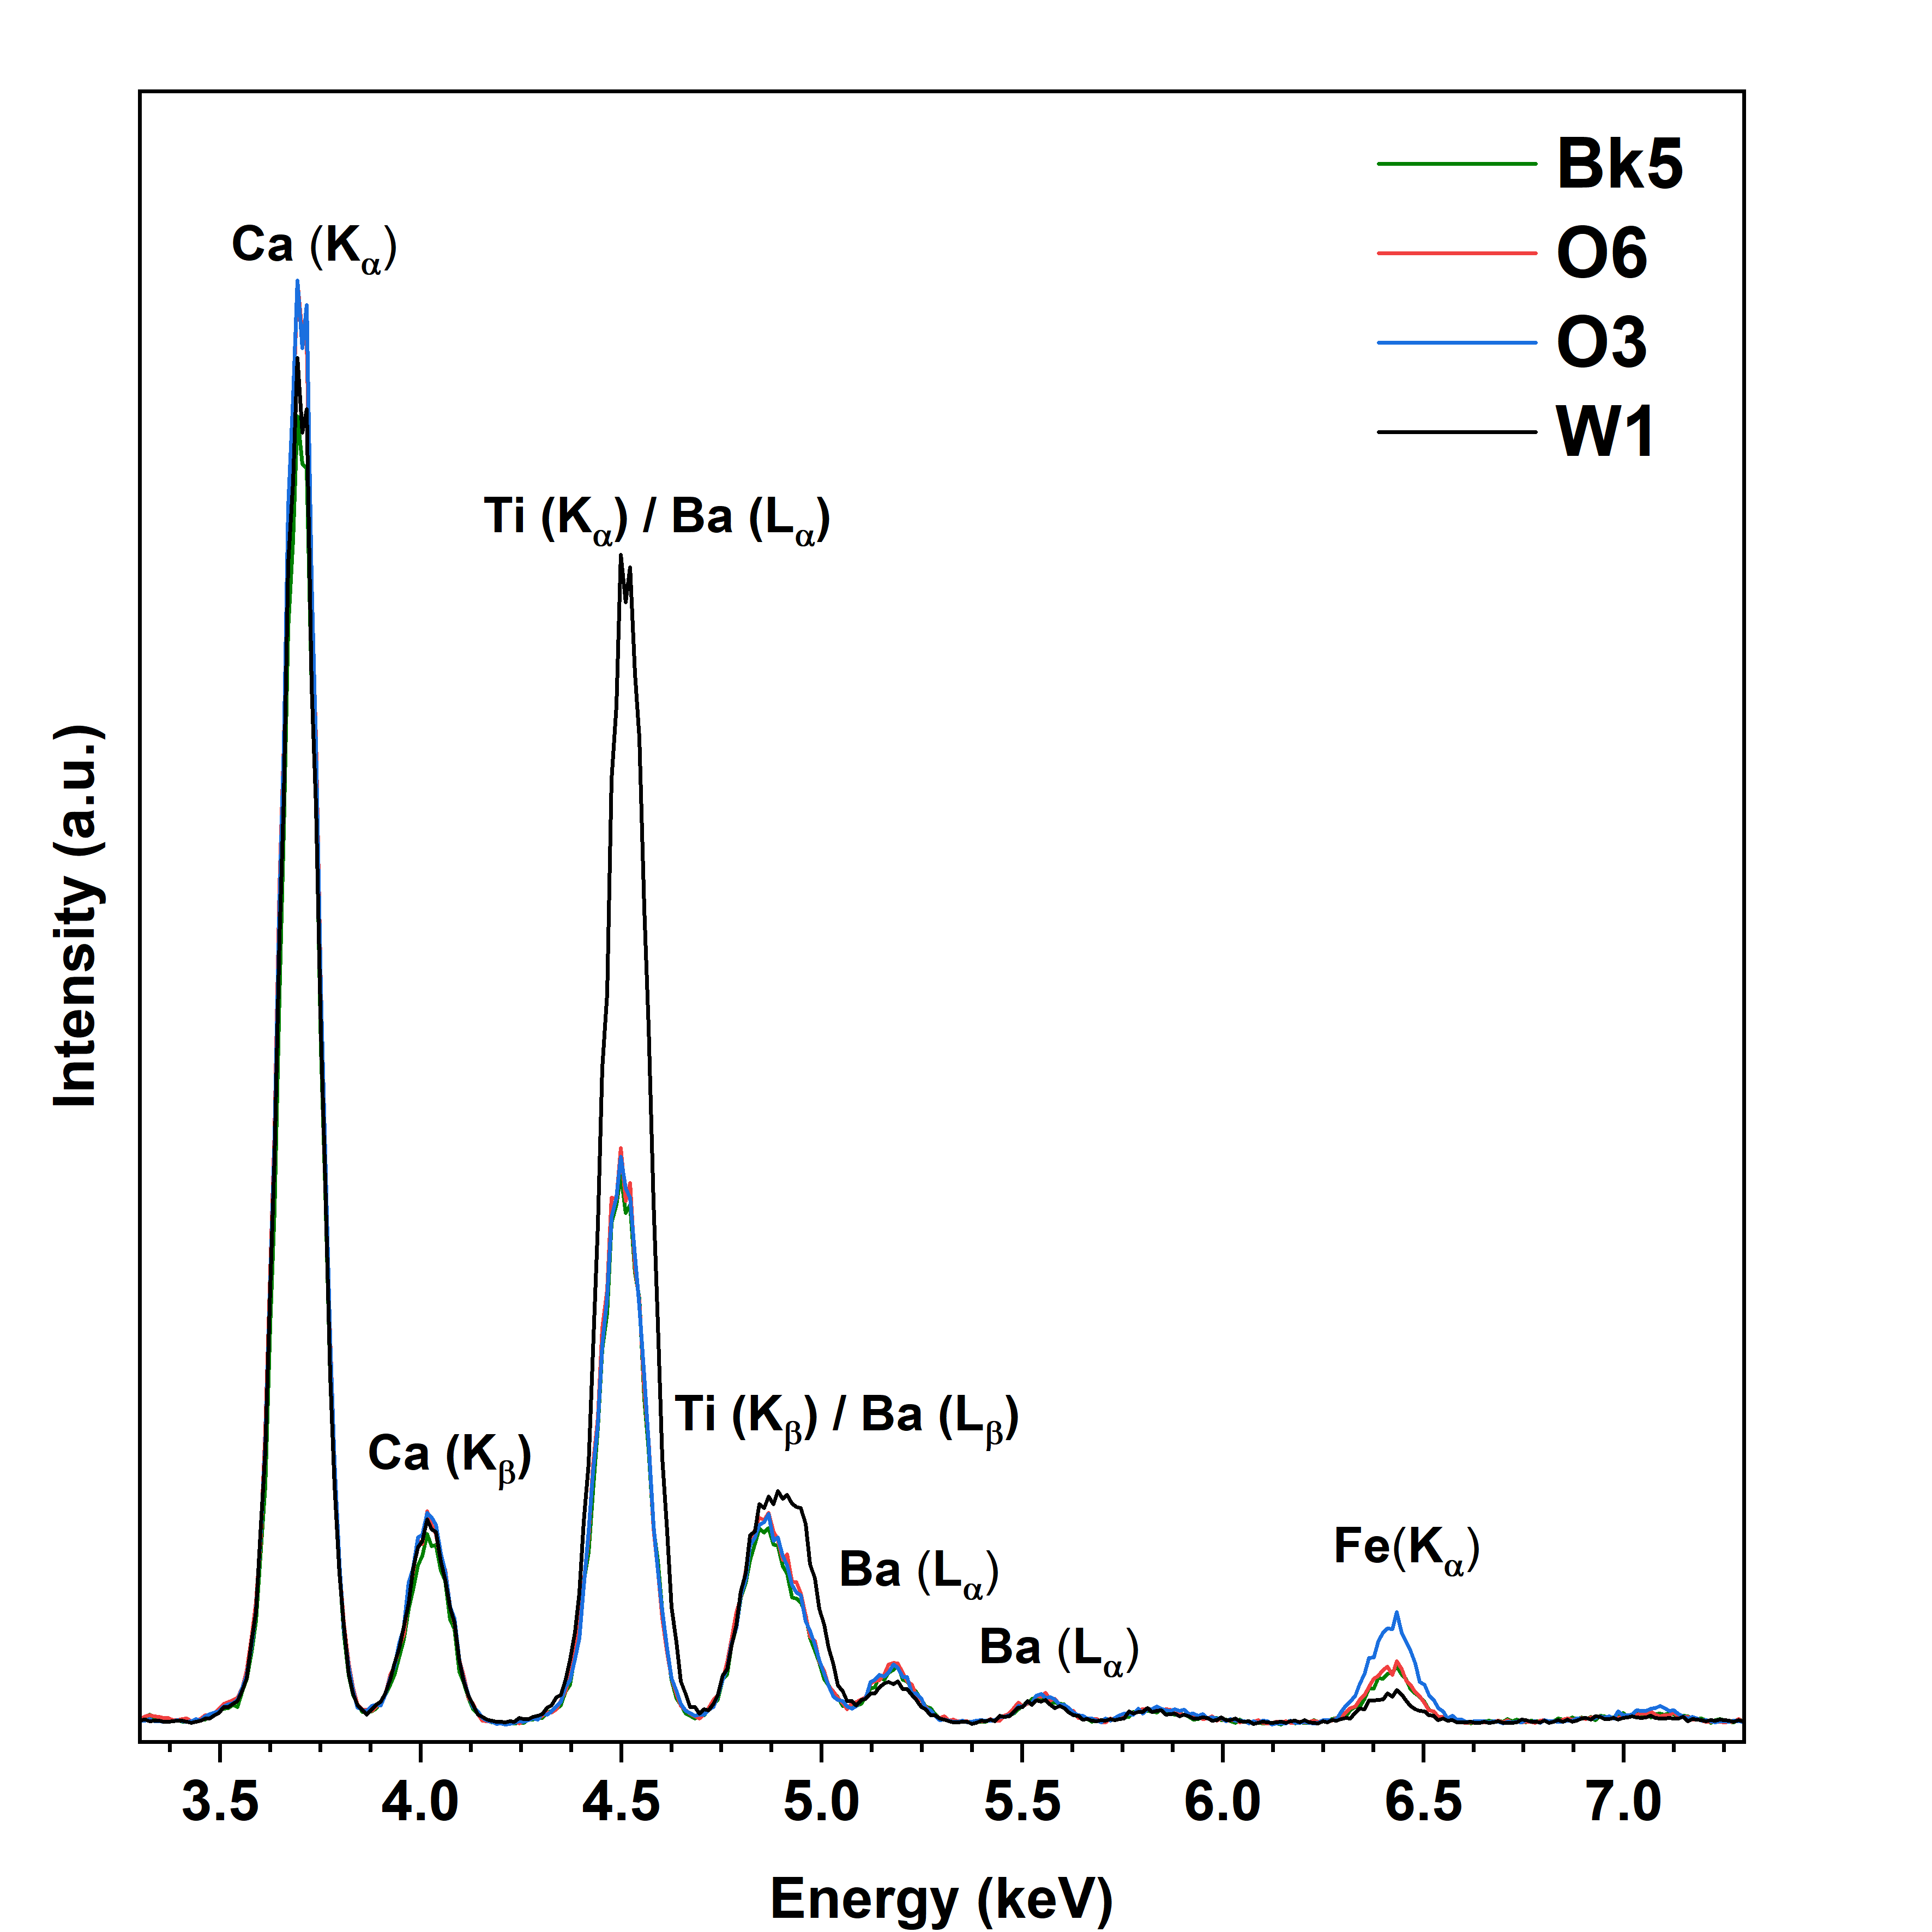 Bk5
O6
O3
W1
Ca (Kα)
Ti (Kα) / Ba (Lα)
Ti (Kβ) / Ba (Lβ)
Ca (Kβ)
Ba (Lα)
Ba (Lα)
Fe(Kα)
Intensity (a.u.)
3.5 4.0 4.5 5.0 5.5 6.0 6.5 7.0
Energy (keV)